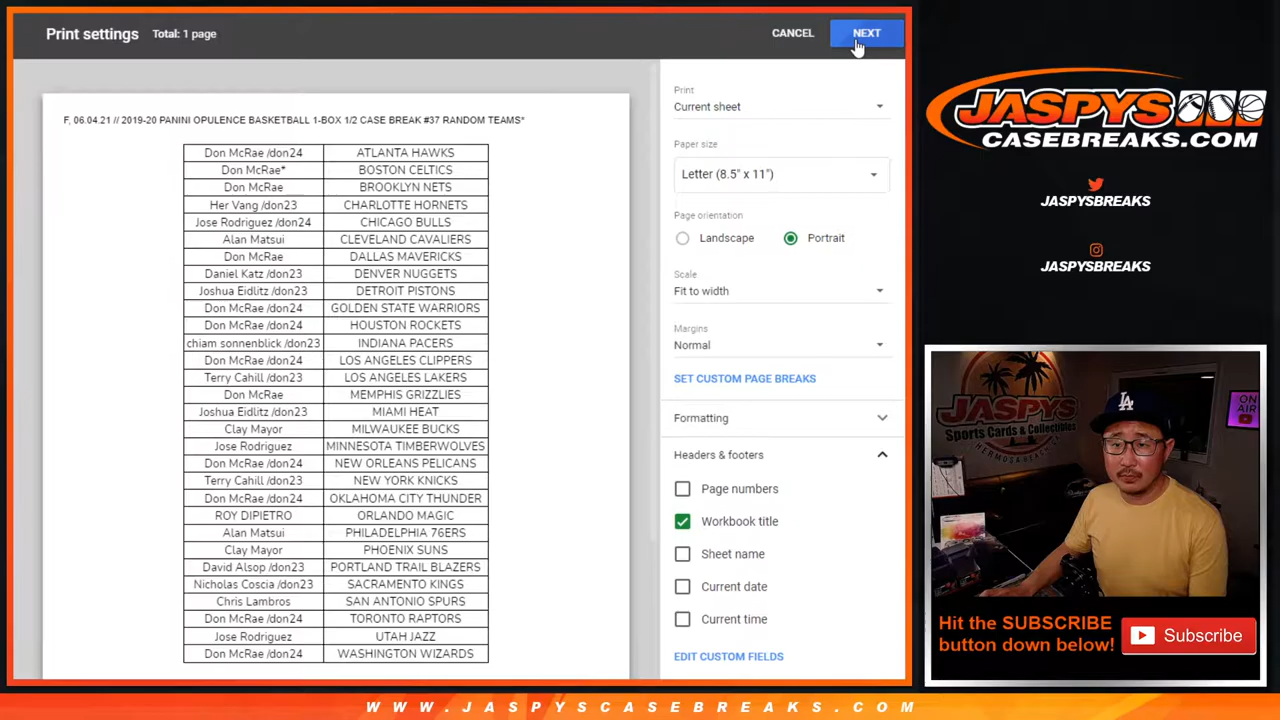 Print settings Total: 1 page
CANCEL NEXT
F, 06.04.21 // 2019-20 PANINI OPULENCE BASKETBALL 1-BOX 1/2 CASE BREAK #37 RANDOM TEAMS*
Don McRae /don24 ATLANTA HAWKS
Don McRae* BOSTON CELTICS
Don McRae BROOKLYN NETS
Her Vang /don23 CHARLOTTE HORNETS
Jose Rodriguez /don24 CHICAGO BULLS
Alan Matsui CLEVELAND CAVALIERS
Don McRae DALLAS MAVERICKS
Daniel Katz /don23 DENVER NUGGETS
Joshua Eidlitz /don23 DETROIT PISTONS
Don McRae /don24 GOLDEN STATE WARRIORS
Don McRae /don24 HOUSTON ROCKETS
chiam sonnenblick /don23 INDIANA PACERS
Don McRae /don24 LOS ANGELES CLIPPERS
Terry Cahill /don23 LOS ANGELES LAKERS
Don McRae MEMPHIS GRIZZLIES
Joshua Eidlitz /don23 MIAMI HEAT
Clay Mayor MILWAUKEE BUCKS
Jose Rodriguez MINNESOTA TIMBERWOLVES
Don McRae /don24 NEW ORLEANS PELICANS
Terry Cahill /don23 NEW YORK KNICKS
Don McRae /don24 OKLAHOMA CITY THUNDER
ROY DIPIETRO ORLANDO MAGIC
Alan Matsui PHILADELPHIA 76ERS
Clay Mayor PHOENIX SUNS
David Alsop /don23 PORTLAND TRAIL BLAZERS
Nicholas Coscia /don23 SACRAMENTO KINGS
Chris Lambros SAN ANTONIO SPURS
Don McRae /don24 TORONTO RAPTORS
Jose Rodriguez UTAH JAZZ
Don McRae /don24 WASHINGTON WIZARDS
Print
Current sheet
Paper size
Letter (8.5" x 11")
Page orientation
Landscape Portrait
Scale
Fit to width
Margins
Normal
SET CUSTOM PAGE BREAKS
Formatting
Headers & footers
Page numbers
Workbook title
Sheet name
Current date
Current time
EDIT CUSTOM FIELDS
JASPYS
CASEBREAKS.COM
JASPYSBREAKS
JASPYSBREAKS
JASPYS
Sports Cards & Collectibles
HERMOSA BEACH
LA
ON
AIR
Hit the SUBSCRIBE
button down below!
Subscribe
WWW.JASPYSCASEBREAKS.COM